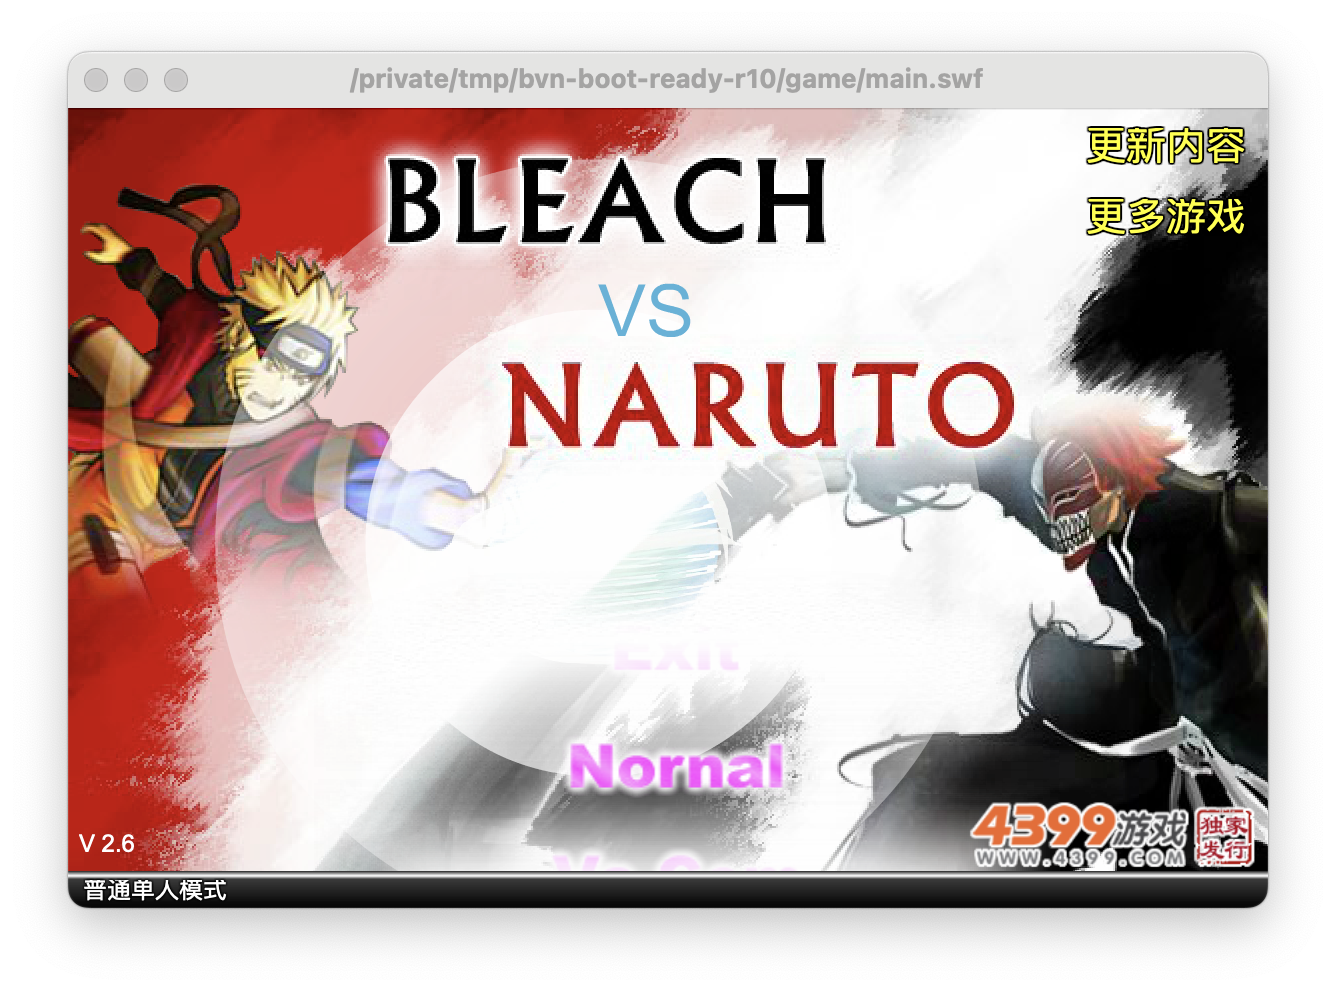 /private/tmp/bvn-boot-ready-r10/game/main.swf
更新内容
更多游戏
BLEACH
VS
NARUTO
Exit
Nornal
V 2.6
4399游戏
独家
发行
www.4399.COM
普通单人模式